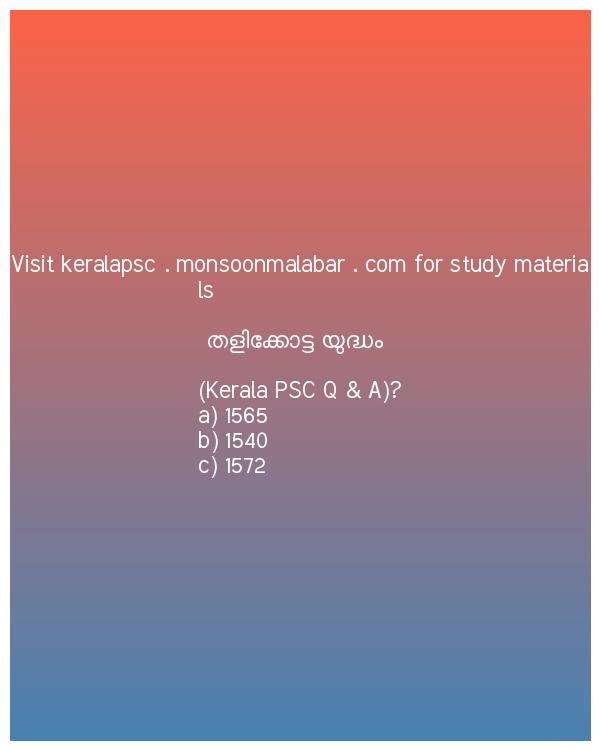 Visit keralapsc . monsoonmalabar . com for study materia
ls
തളിക്കോട്ട യുദ്ധം
(Kerala PSC Q & A)?
a) 1565
b) 1540
c) 1572